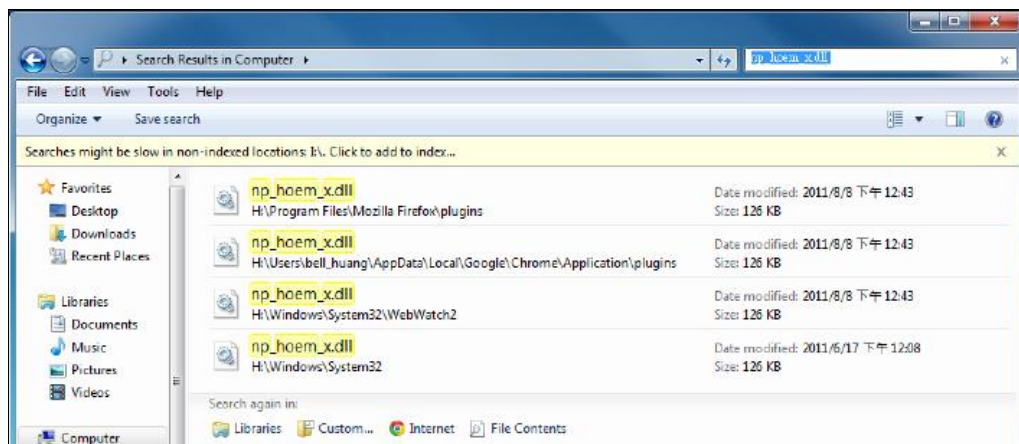 Search Results in Computer
np_hoem_x.dll
File Edit View Tools Help
Organize Save search
Searches might be slow in non-indexed locations: I:\. Click to add to index...
Favorites
Desktop
Downloads
Recent Places
Libraries
Documents
Music
Pictures
Videos
Computer
np_hoem_x.dll
Date modified: 2011/8/8 下午 12:43
H:\Program Files\Mozilla Firefox\plugins
Size: 126 KB
np_hoem_x.dll
Date modified: 2011/8/8 下午 12:43
H:\Users\bell_huang\AppData\Local\Google\Chrome\Application\plugins
Size: 126 KB
np_hoem_x.dll
Date modified: 2011/8/8 下午 12:43
H:\Windows\System32\WebWatch2
Size: 126 KB
np_hoem_x.dll
Date modified: 2011/6/17 下午 12:08
H:\Windows\System32
Size: 126 KB
Search again in:
Libraries Custom... Internet File Contents